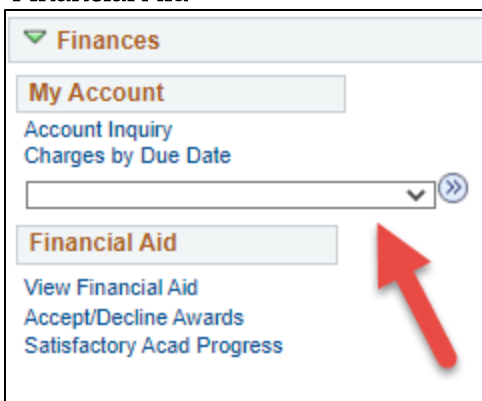 Finances
My Account
Account Inquiry
Charges by Due Date
Financial Aid
View Financial Aid
Accept/Decline Awards
Satisfactory Acad Progress